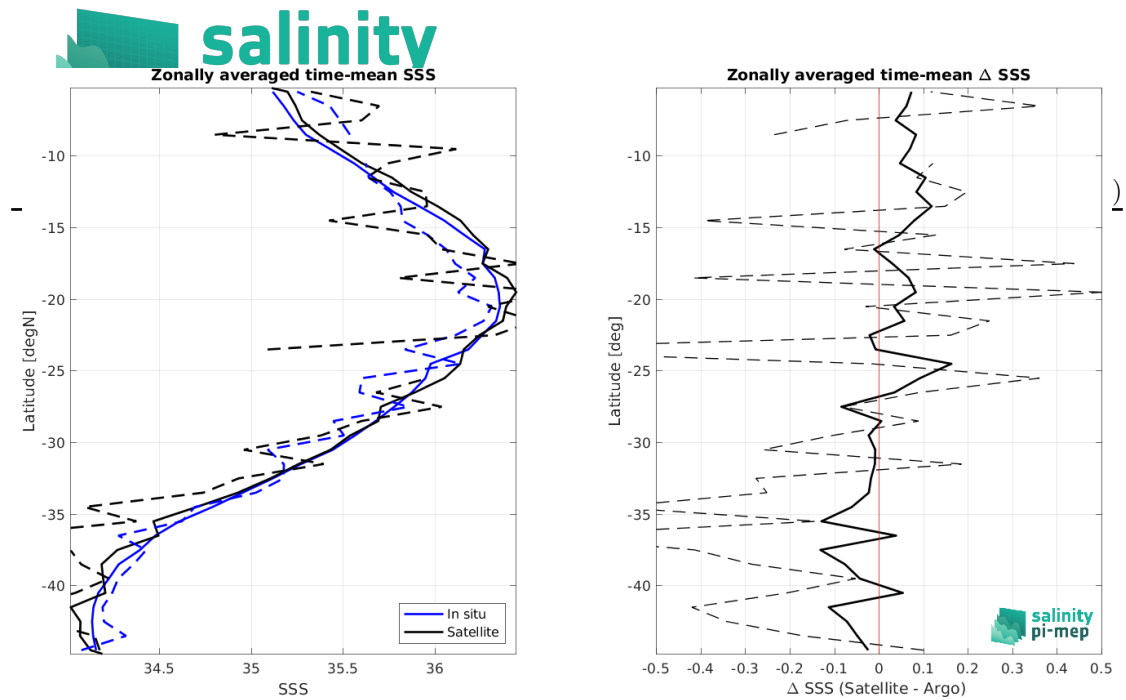 salinity
Zonally averaged time-mean SSS
-10
-15
-20
-25
-30
-35
-40
Latitude [degN]
34.5
35
35.5
36
SSS
In situ
Satellite
Zonally averaged time-mean Δ SSS
-10
-15
-20
-25
-30
-35
-40
Latitude [deg]
-0.5
-0.4
-0.3
-0.2
-0.1
0
0.1
0.2
0.3
0.4
0.5
Δ SSS (Satellite - Argo)
salinity
pi-mep
)